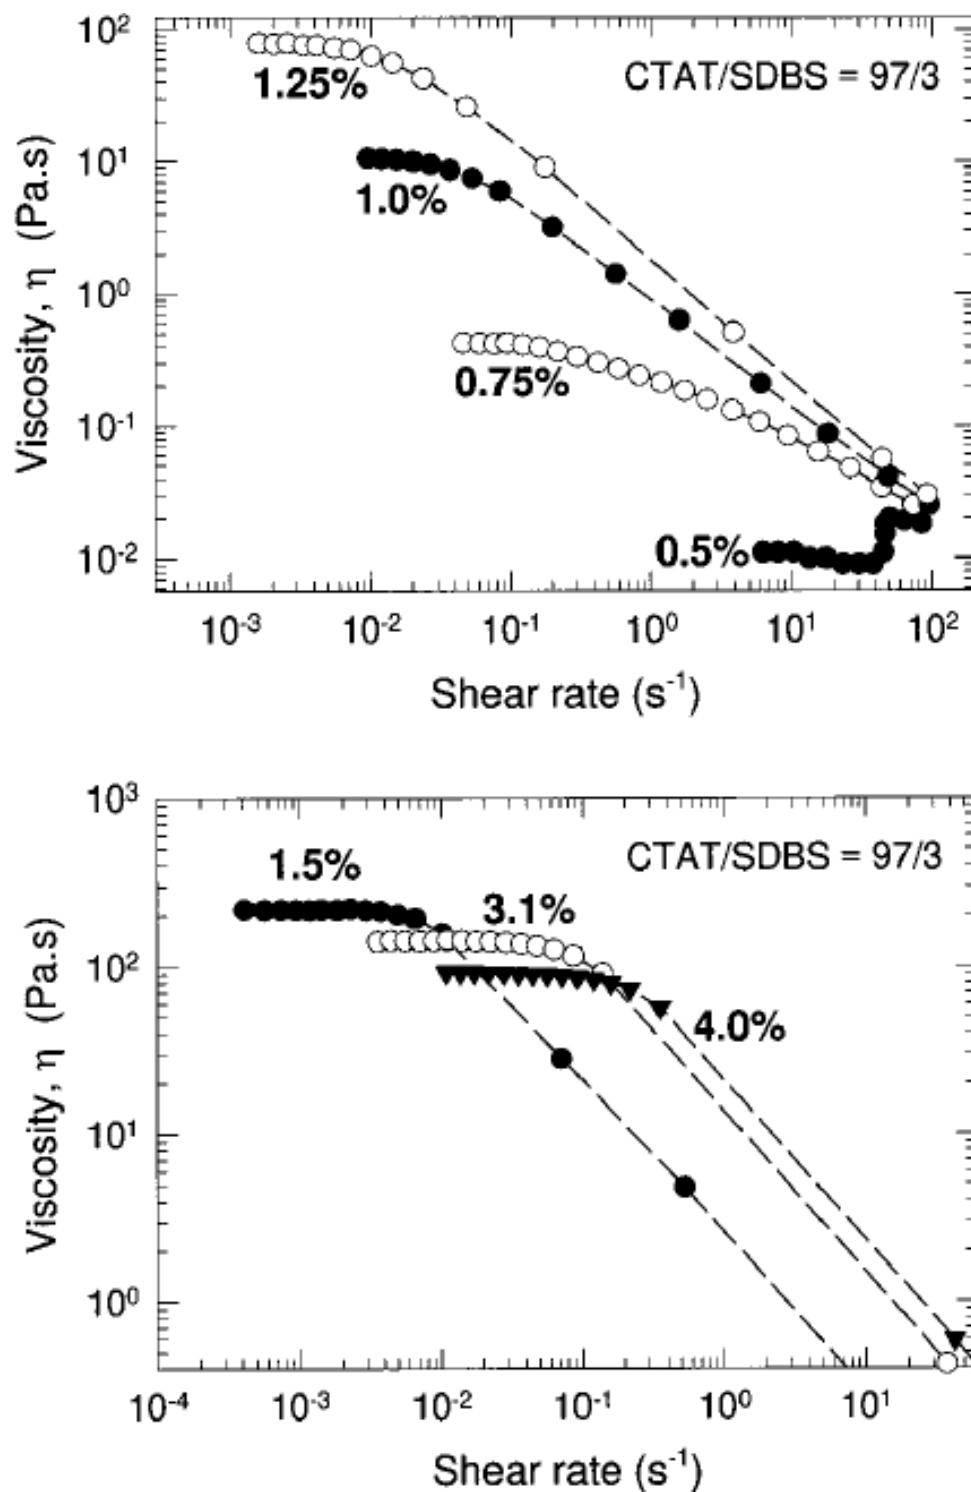 10²
10¹
10⁰
10⁻¹
10⁻²
Viscosity, η (Pa.s)
CTAT/SDBS = 97/3
1.25%
1.0%
0.75%
0.5%
10⁻³ 10⁻² 10⁻¹ 10⁰ 10¹ 10²
Shear rate (s⁻¹)
10³
10²
10¹
10⁰
Viscosity, η (Pa.s)
CTAT/SDBS = 97/3
1.5%
3.1%
4.0%
10⁻⁴ 10⁻³ 10⁻² 10⁻¹ 10⁰ 10¹
Shear rate (s⁻¹)